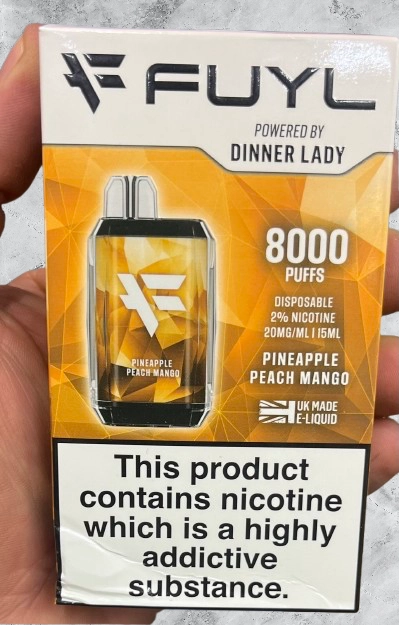 FUYL
POWERED BY
DINNER LADY
8000
PUFFS
DISPOSABLE
2% NICOTINE
20MG/ML I 15ML
PINEAPPLE
PEACH MANGO
UK MADE
E-LIQUID
PINEAPPLE
PEACH MANGO
This product
contains nicotine
which is a highly
addictive
substance.